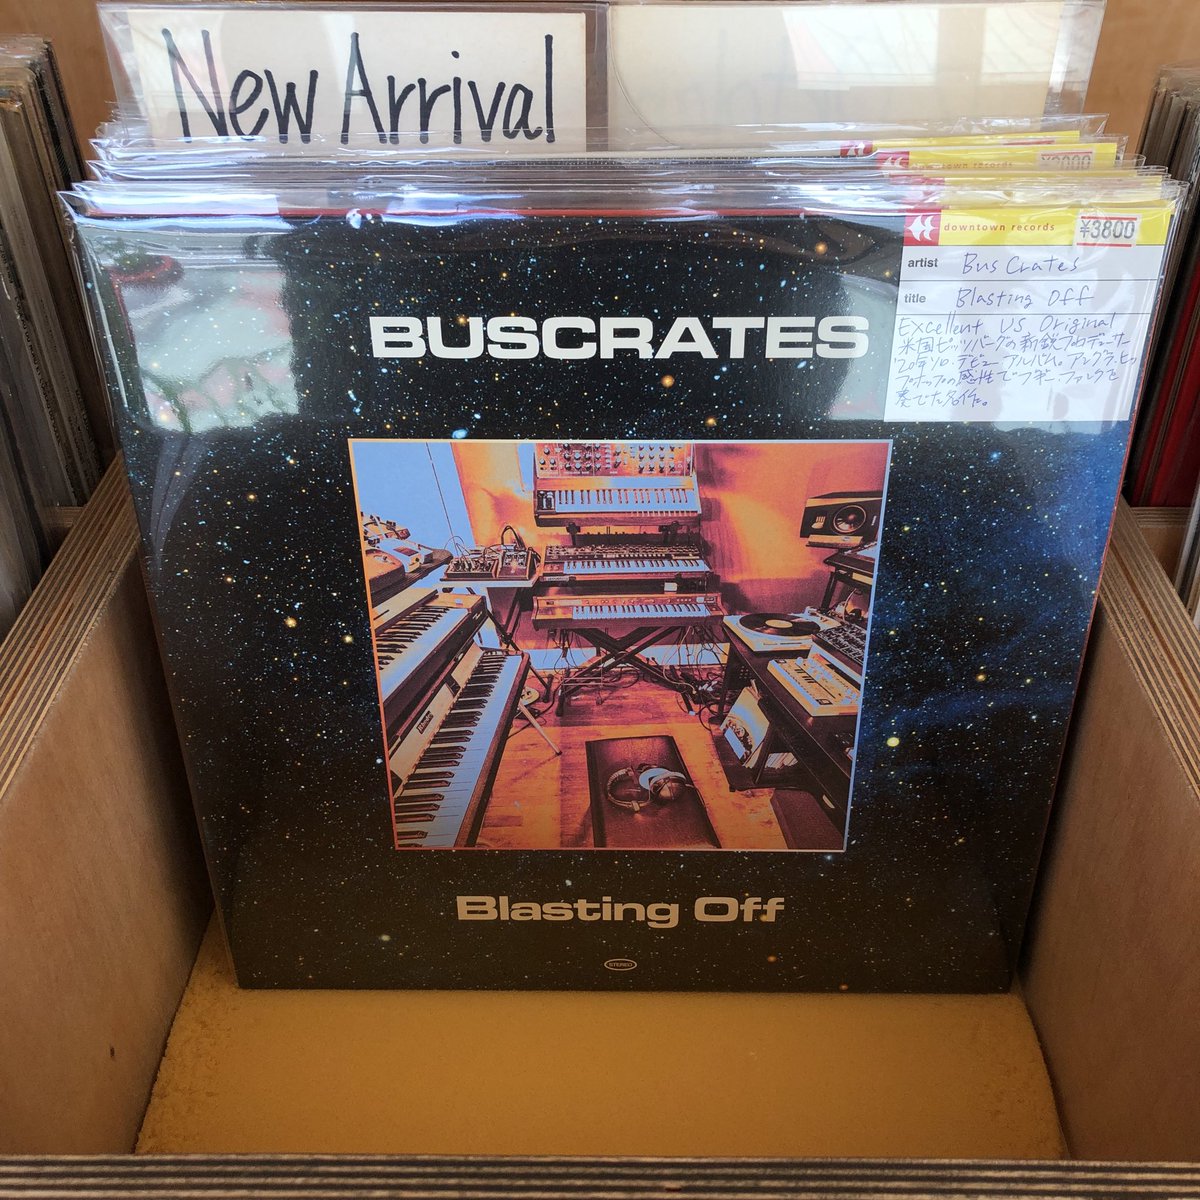 New Arrival
¥3000
downtown records ¥3800
artist Bus Crates
title Blasting Off
Excellent US Original
米国ピッツバーグの新鋭プロデューサー
'20年ソロ・デビューアルバム。アングラ・ヒッ
プホップの感性でブギー・ファンクを
奏でた名作。
BUSCRATES
Blasting Off
STEREO